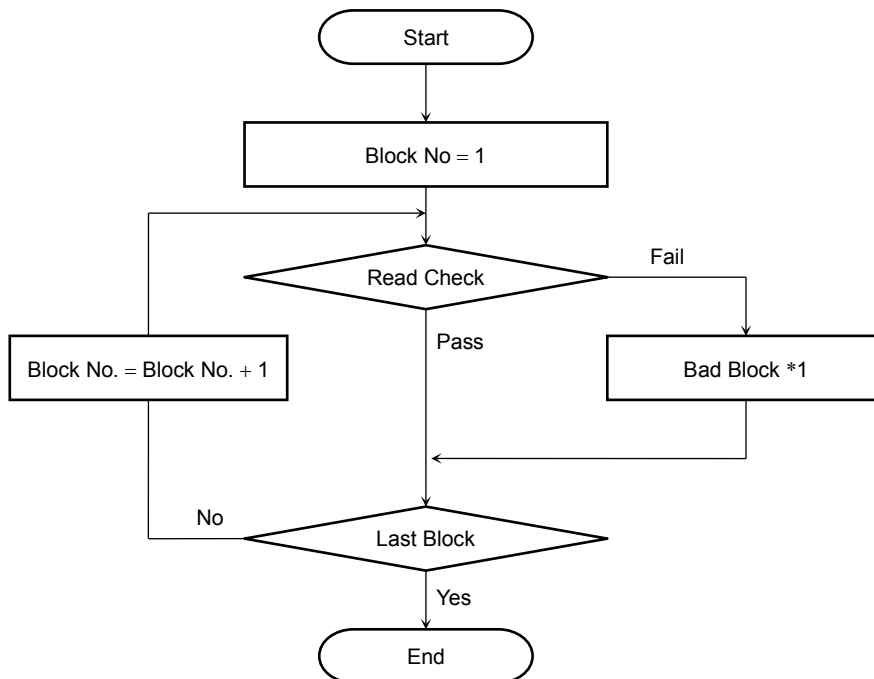 Start
Block No = 1
Read Check
Fail
Pass
Block No. = Block No. + 1
Bad Block *1
No
Last Block
Yes
End